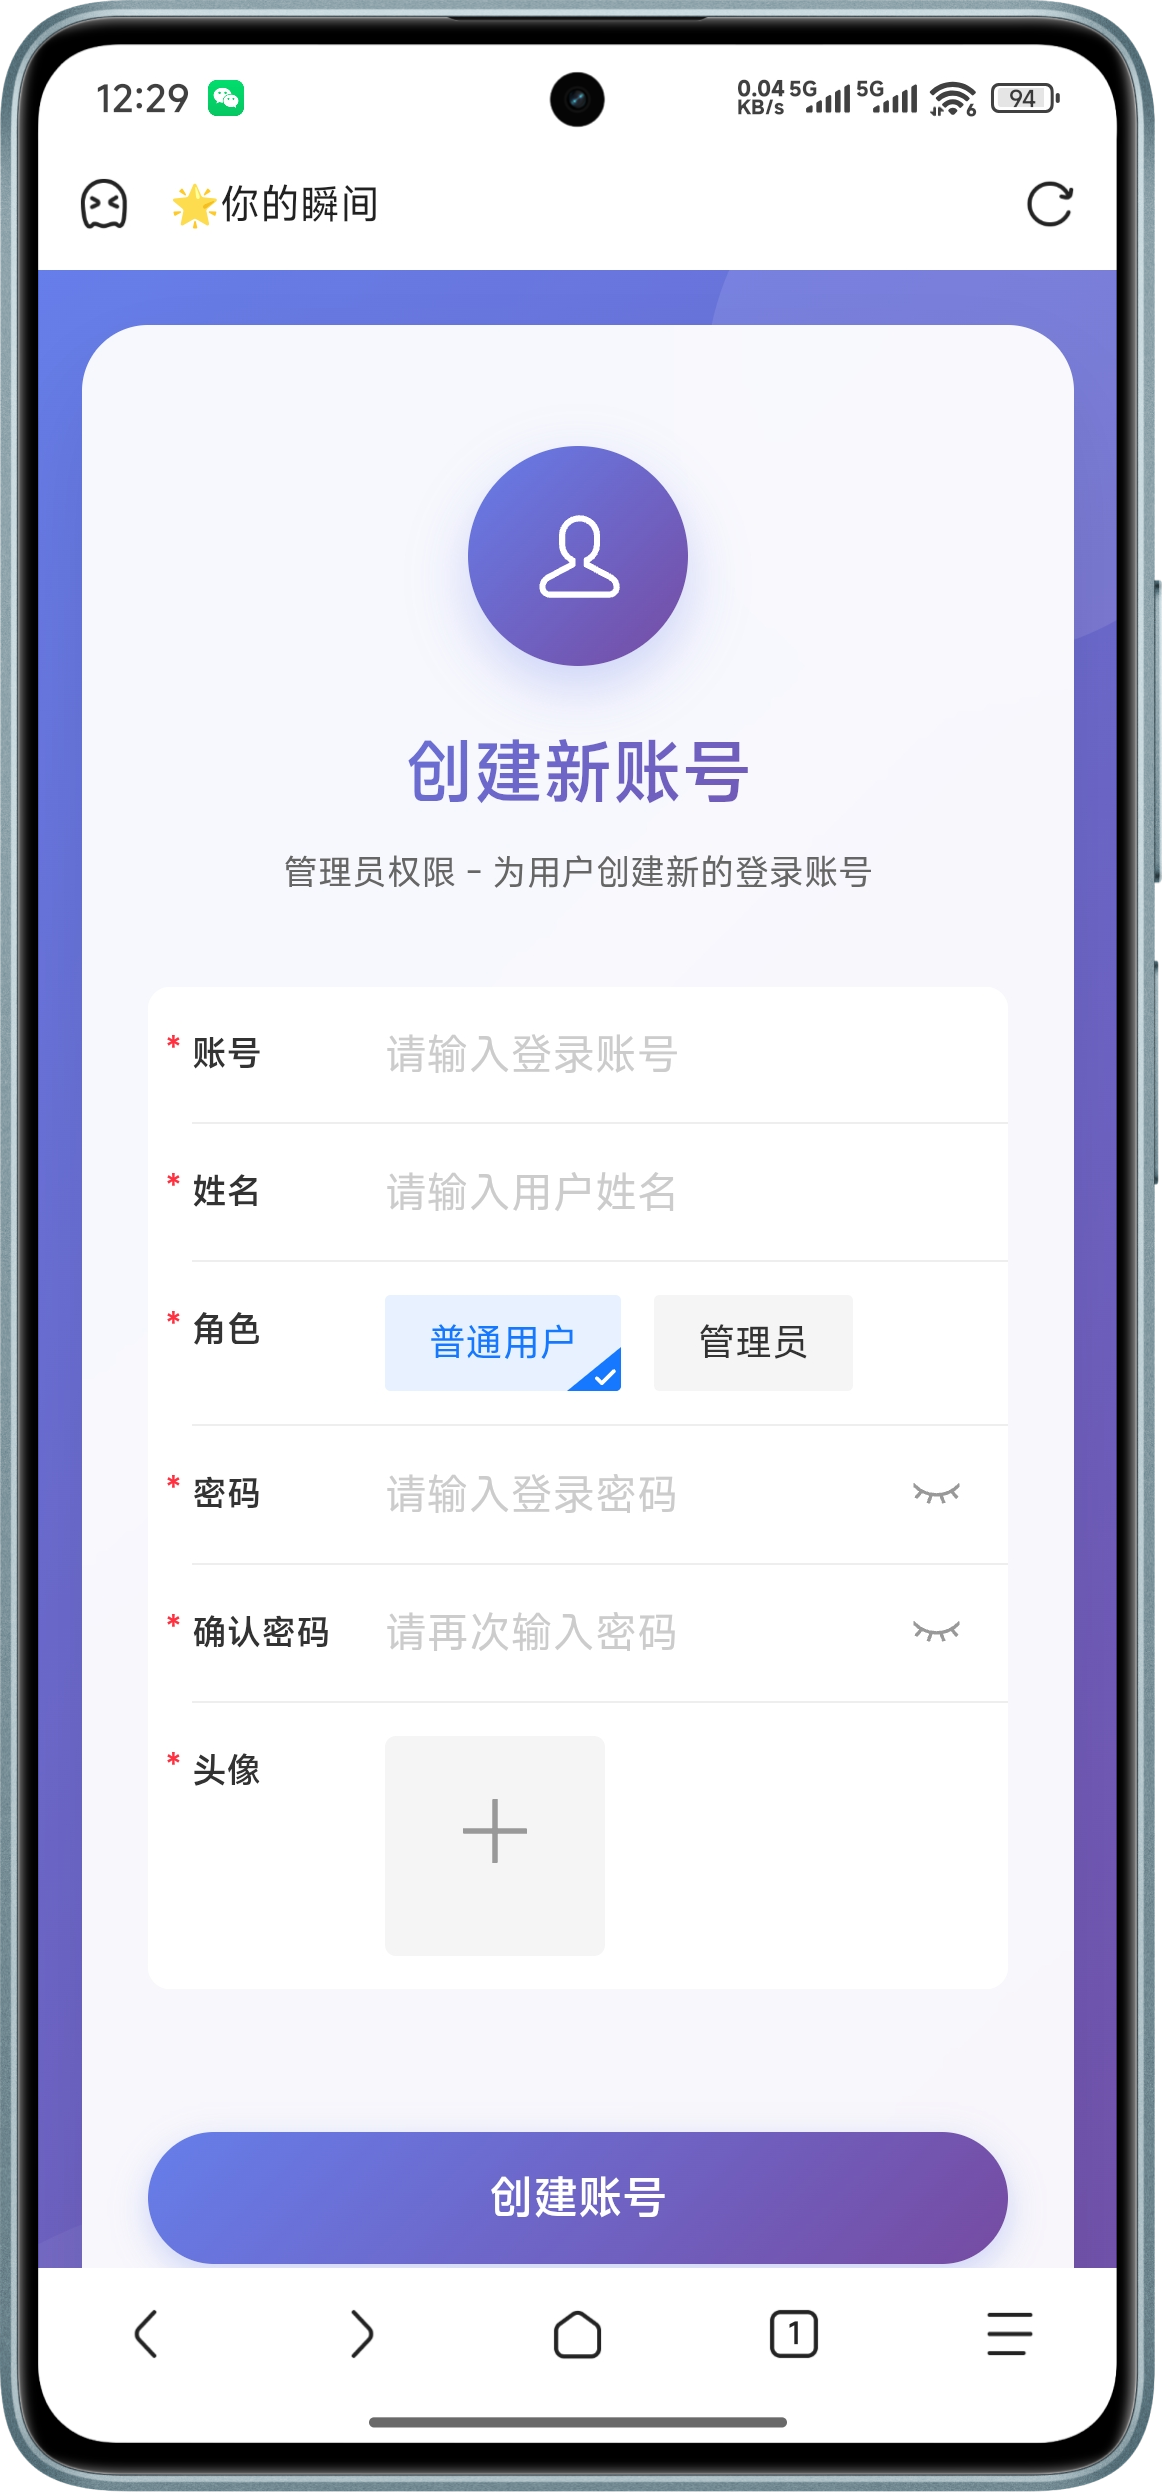 12:29
0.04 KB/s 5G 5G 6 94
🌟你的瞬间
创建新账号
管理员权限 - 为用户创建新的登录账号
* 账号 请输入登录账号
* 姓名 请输入用户姓名
* 角色 普通用户 管理员
* 密码 请输入登录密码
* 确认密码 请再次输入密码
* 头像
创建账号
1